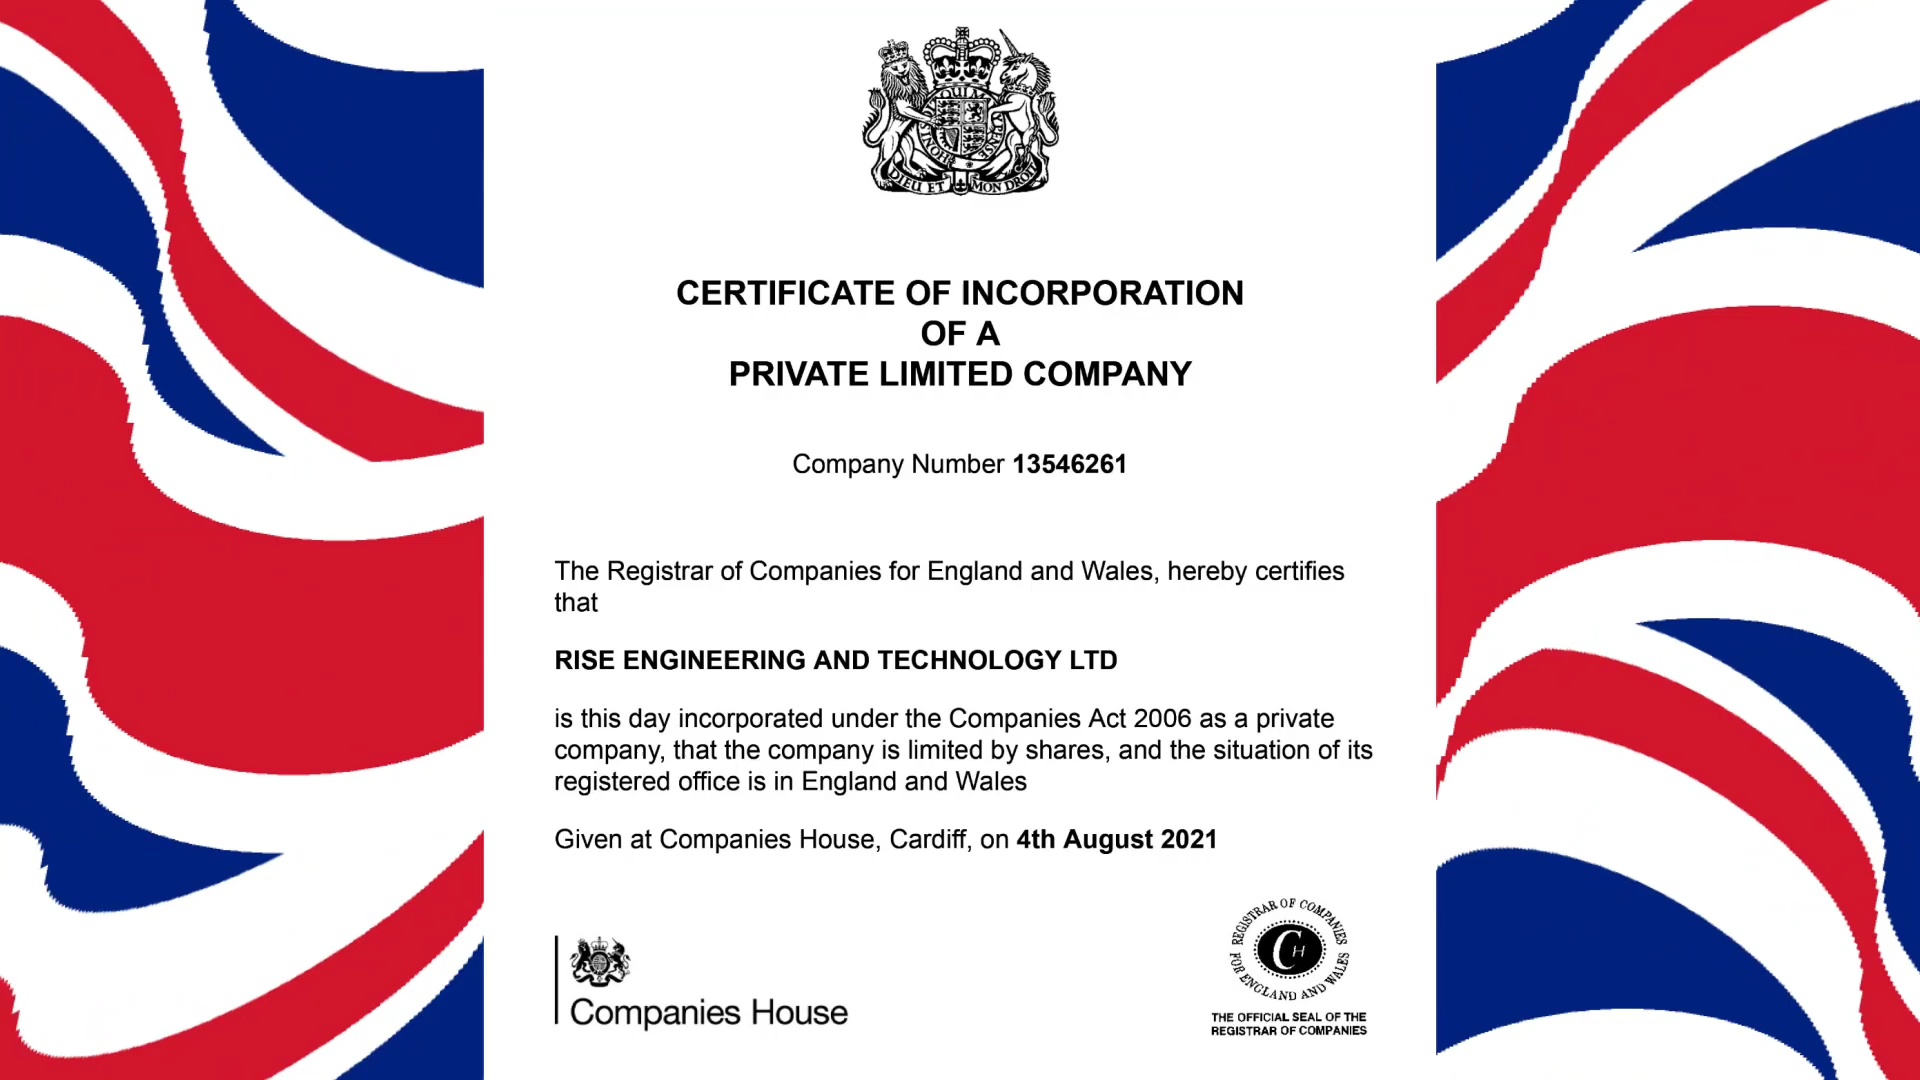 QUI M
HONI SOIT
Y PENSE
DIEU ET MON DROIT
CERTIFICATE OF INCORPORATION
OF A
PRIVATE LIMITED COMPANY
Company Number 13546261
The Registrar of Companies for England and Wales, hereby certifies
that
RISE ENGINEERING AND TECHNOLOGY LTD
is this day incorporated under the Companies Act 2006 as a private
company, that the company is limited by shares, and the situation of its
registered office is in England and Wales
Given at Companies House, Cardiff, on 4th August 2021
REGISTRAR OF COMPANIES
FOR ENGLAND AND WALES
C H
Companies House
THE OFFICIAL SEAL OF THE
REGISTRAR OF COMPANIES